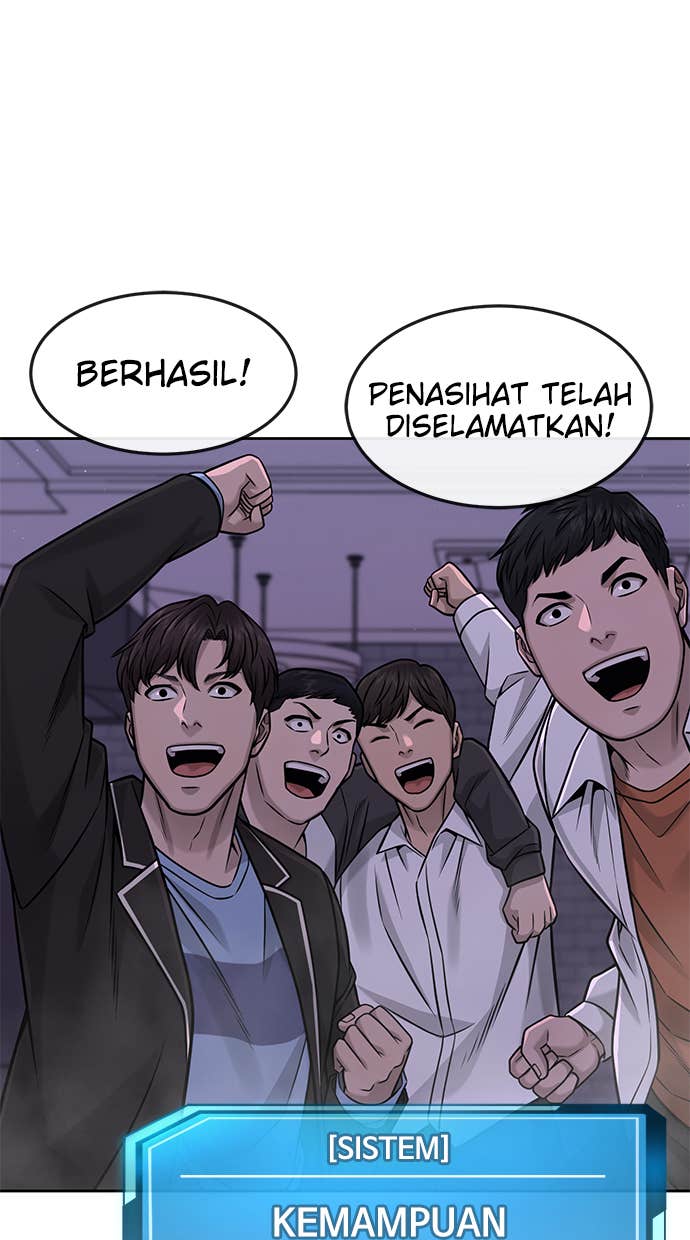 BERHASIL!
PENASIHAT TELAH
DISELAMATKAN!
[SISTEM]
KEMAMPUAN